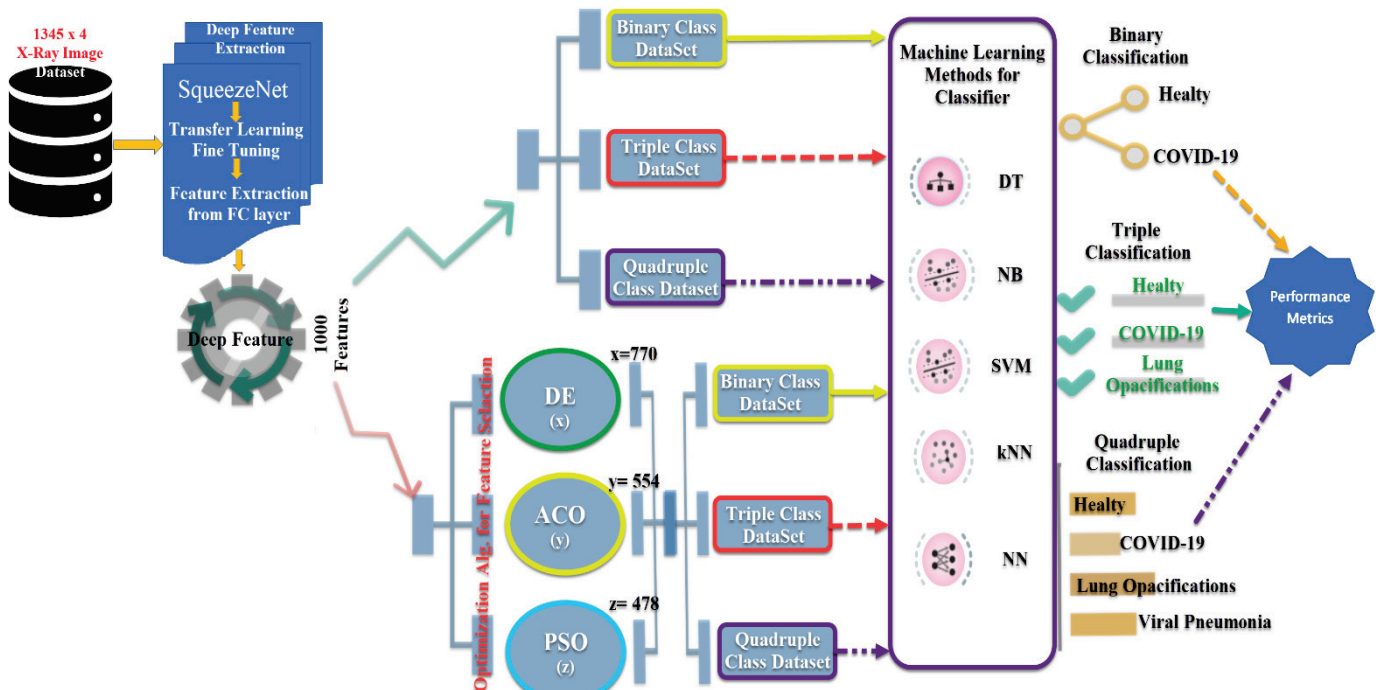 1345 x 4
X-Ray Image
Dataset
Deep Feature
Extraction
SqueezeNet
Transfer Learning
Fine Tuning
Feature Extraction
from FC layer
Deep Feature
1000
Features
Binary Class
DataSet
Triple Class
DataSet
Quadruple
Class Dataset
Optimization Alg. for Feature Selaction
DE
(x)
x=770
ACO
(y)
y= 554
PSO
(z)
z= 478
Binary Class
DataSet
Triple Class
DataSet
Quadruple
Class Dataset
Machine Learning
Methods for
Classifier
DT
NB
SVM
kNN
NN
Binary
Classification
Healty
COVID-19
Triple
Classification
Healty
COVID-19
Lung
Opacifications
Quadruple
Classification
Healty
COVID-19
Lung Opacifications
Viral Pneumonia
Performance
Metrics